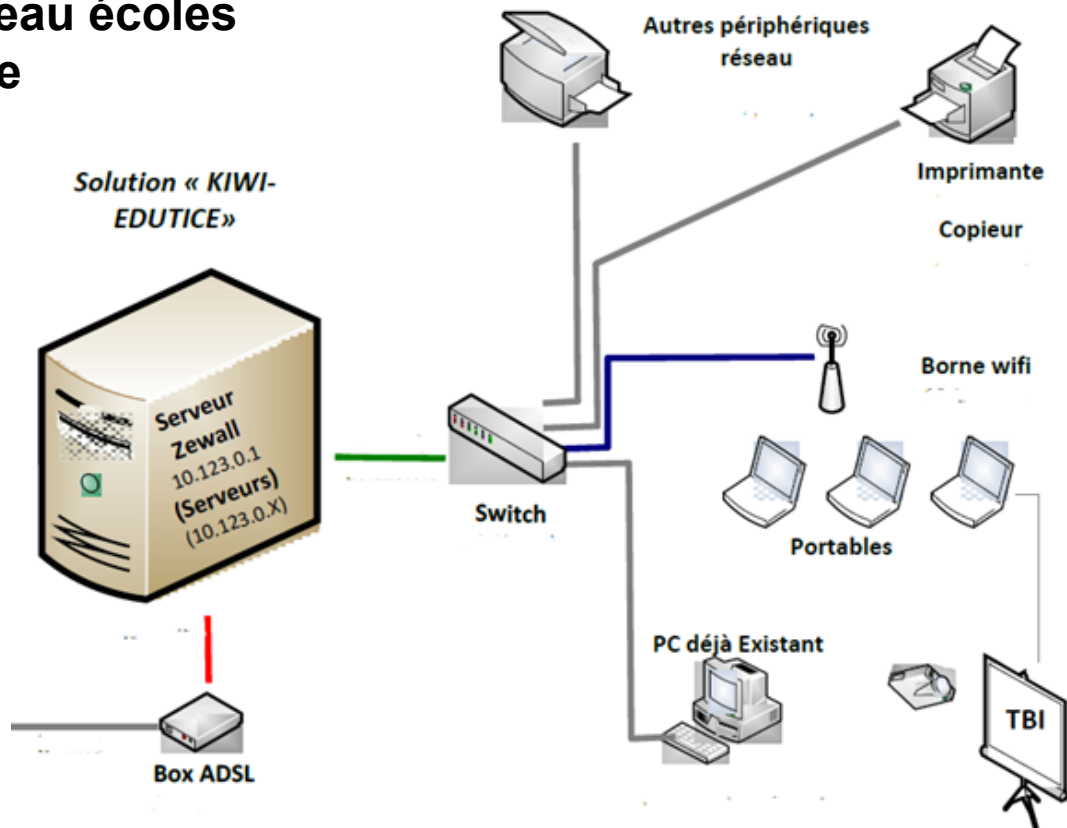 eau écoles
e
Autres périphériques
réseau
Imprimante
Copieur
Solution « KIWI-
EDUTICE»
Serveur
Zewall
10.123.0.1
(Serveurs)
(10.123.0.X)
Borne wifi
Switch
Portables
PC déjà Existant
TBI
Box ADSL